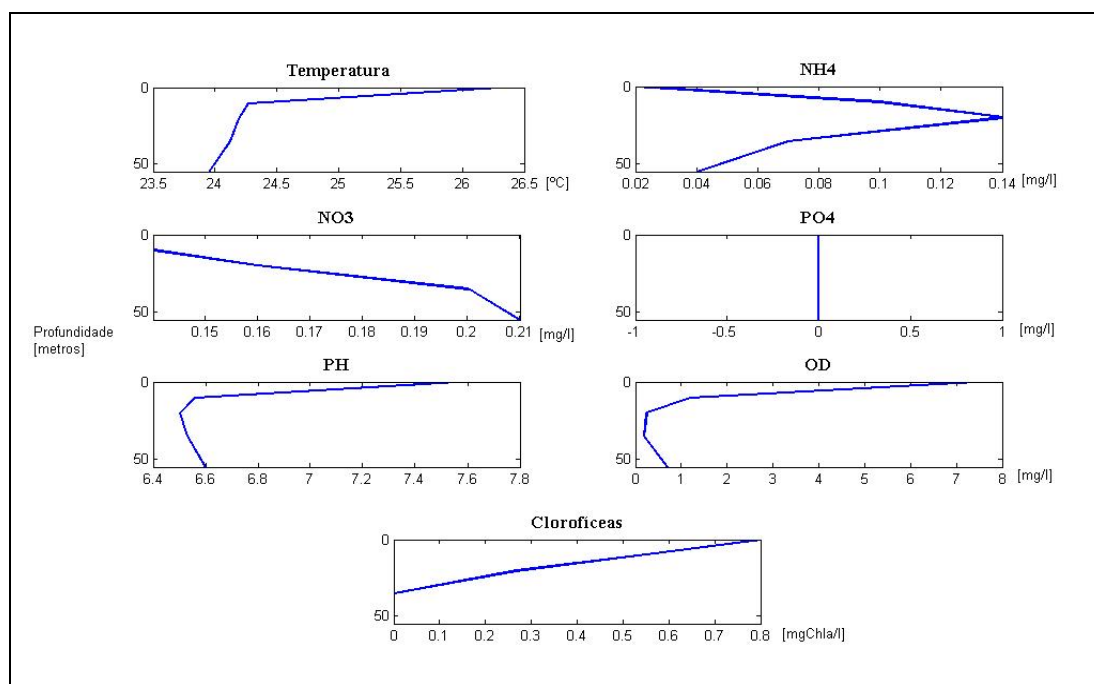 Temperatura
0
50
23.5 24 24.5 25 25.5 26 26.5 [ºC]
NH4
0
50
0.02 0.04 0.06 0.08 0.1 0.12 0.14 [mg/l]
NO3
0
50
0.15 0.16 0.17 0.18 0.19 0.2 0.21 [mg/l]
PO4
0
50
-1 -0.5 0 0.5 1 [mg/l]
Profundidade
[metros]
PH
0
50
6.4 6.6 6.8 7 7.2 7.4 7.6 7.8
OD
0
50
0 1 2 3 4 5 6 7 8 [mg/l]
Clorofíceas
0
50
0 0.1 0.2 0.3 0.4 0.5 0.6 0.7 0.8 [mgChla/l]